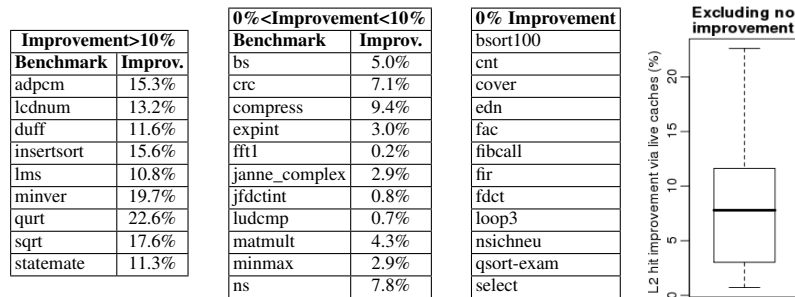 Improvement>10%
Benchmark Improv.
adpcm 15.3%
lcdnum 13.2%
duff 11.6%
insertsort 15.6%
lms 10.8%
minver 19.7%
qurt 22.6%
sqrt 17.6%
statemate 11.3%
0%<Improvement<10%
Benchmark Improv.
bs 5.0%
crc 7.1%
compress 9.4%
expint 3.0%
fft1 0.2%
janne_complex 2.9%
jfdctint 0.8%
ludcmp 0.7%
matmult 4.3%
minmax 2.9%
ns 7.8%
0% Improvement
bsort100
cnt
cover
edn
fac
fibcall
fir
fdct
loop3
nsichneu
qsort-exam
select
Excluding no
improvement
L2 hit improvement via live caches (%)
20
15
10
5
0